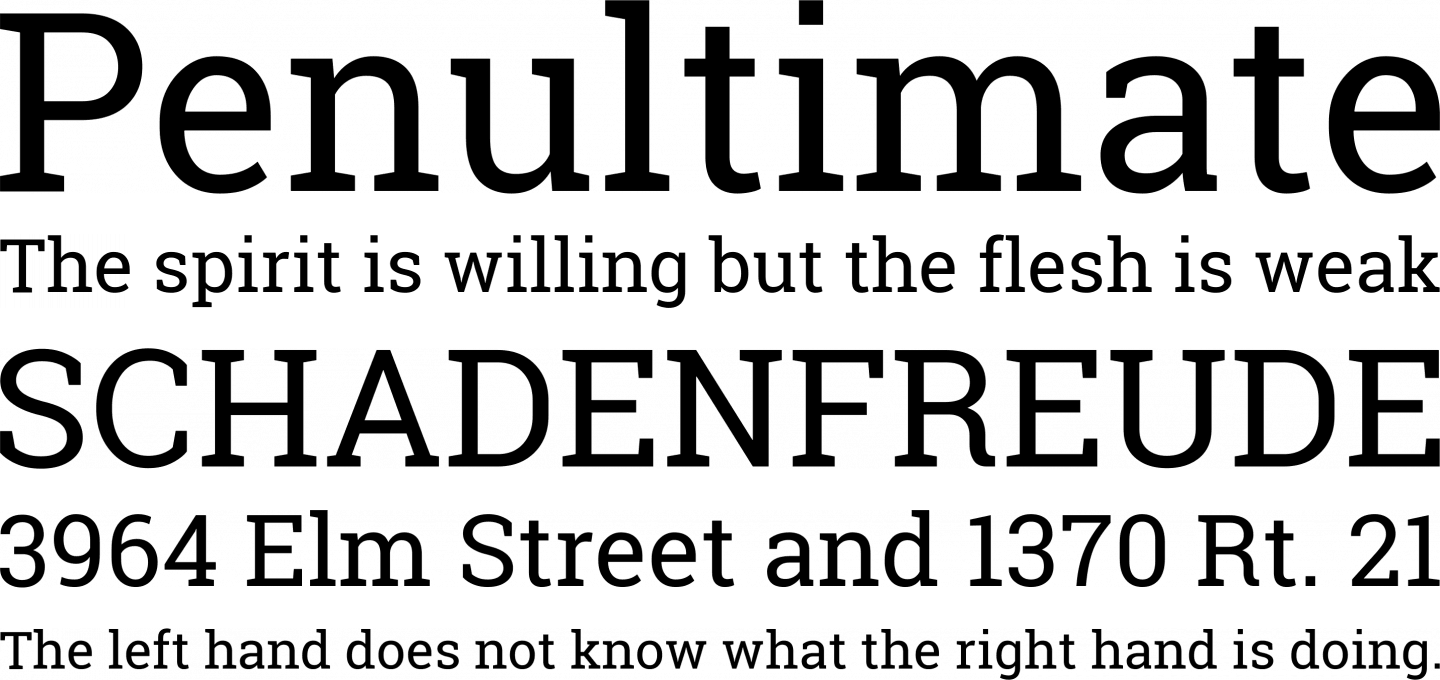 Penultimate
The spirit is willing but the flesh is weak
SCHADENFREUDE
3964 Elm Street and 1370 Rt. 21
The left hand does not know what the right hand is doing.